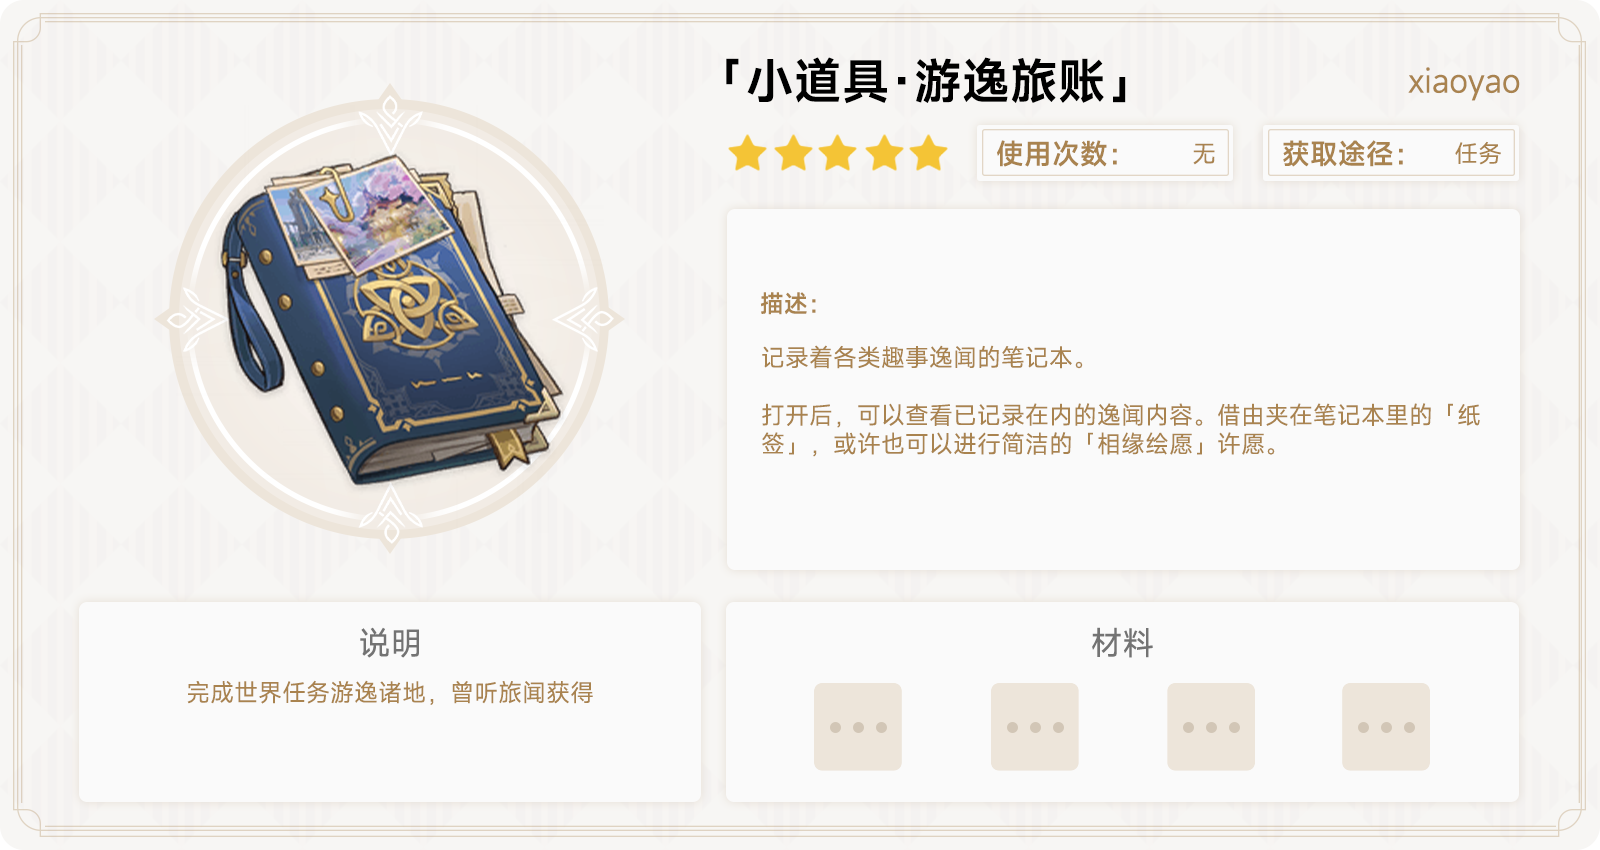 「小道具·游逸旅账」
xiaoyao
使用次数： 无
获取途径： 任务
描述：
记录着各类趣事逸闻的笔记本。
打开后，可以查看已记录在内的逸闻内容。借由夹在笔记本里的「纸
签」，或许也可以进行简洁的「相缘绘愿」许愿。
说明
完成世界任务游逸诸地，曾听旅闻获得
材料